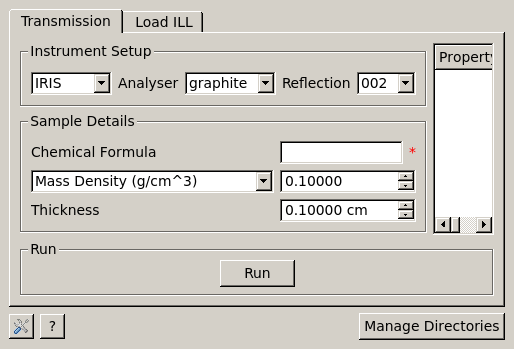 Transmission Load ILL
Instrument Setup
IRIS Analyser graphite Reflection 002
Property
Sample Details
Chemical Formula *
Mass Density (g/cm^3) 0.10000
Thickness 0.10000 cm
Run
Run
? Manage Directories